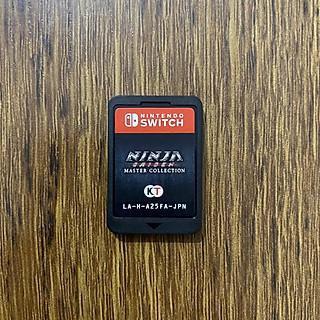 NINTENDO
SWITCH
NINJA
GAIDEN
MASTER COLLECTION
KT
LA-H-A25FA-JPN